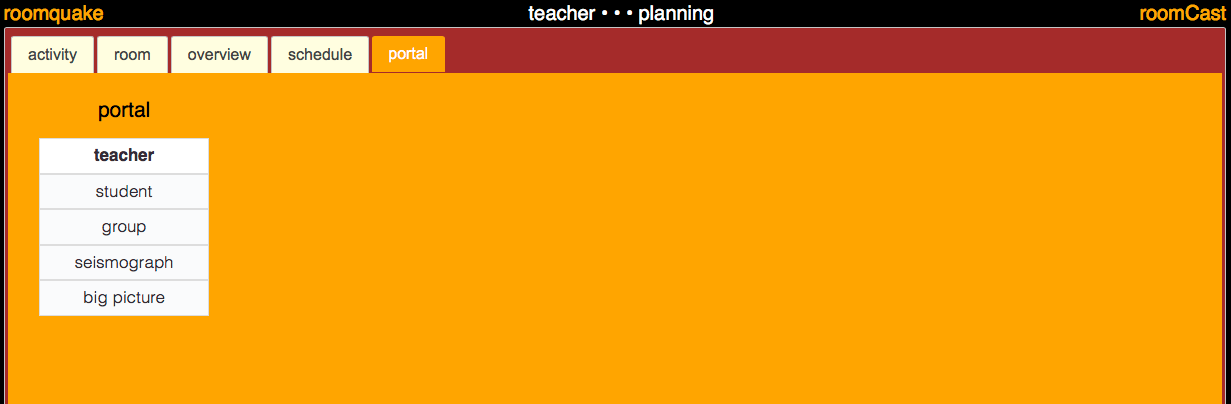 roomquake teacher • • • planning roomCast
activity room overview schedule portal
portal
teacher
student
group
seismograph
big picture